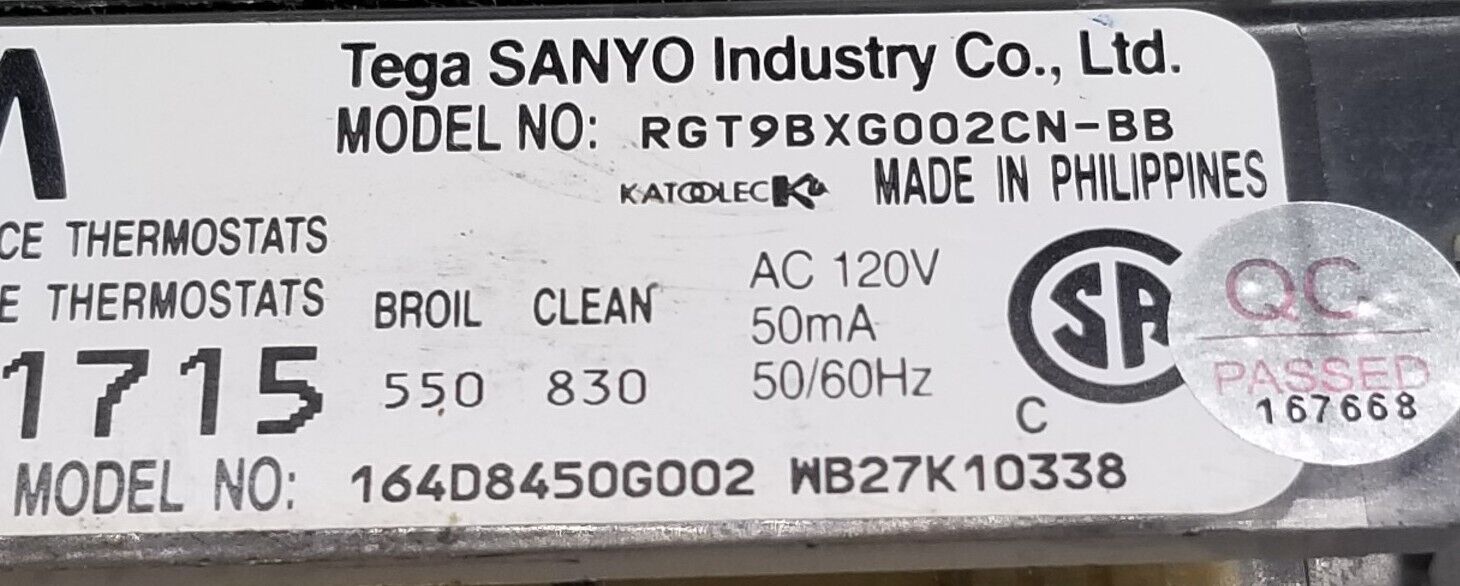 Tega SANYO Industry Co., Ltd.
MODEL NO: RGT9BXG002CN-BB
KATOOLEC MADE IN PHILIPPINES
CE THERMOSTATS
E THERMOSTATS
BROIL CLEAN
AC 120V
50mA
50/60Hz
1715
550 830
C
SA
QC
PASSED
167668
MODEL NO: 164D8450G002 WB27K10338